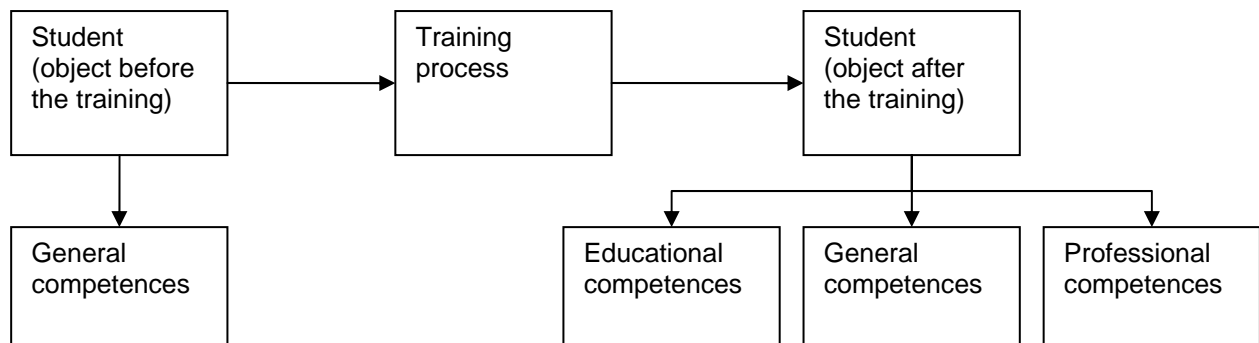 Student
(object before
the training)
Training
process
Student
(object after
the training)
General
competences
Educational
competences
General
competences
Professional
competences